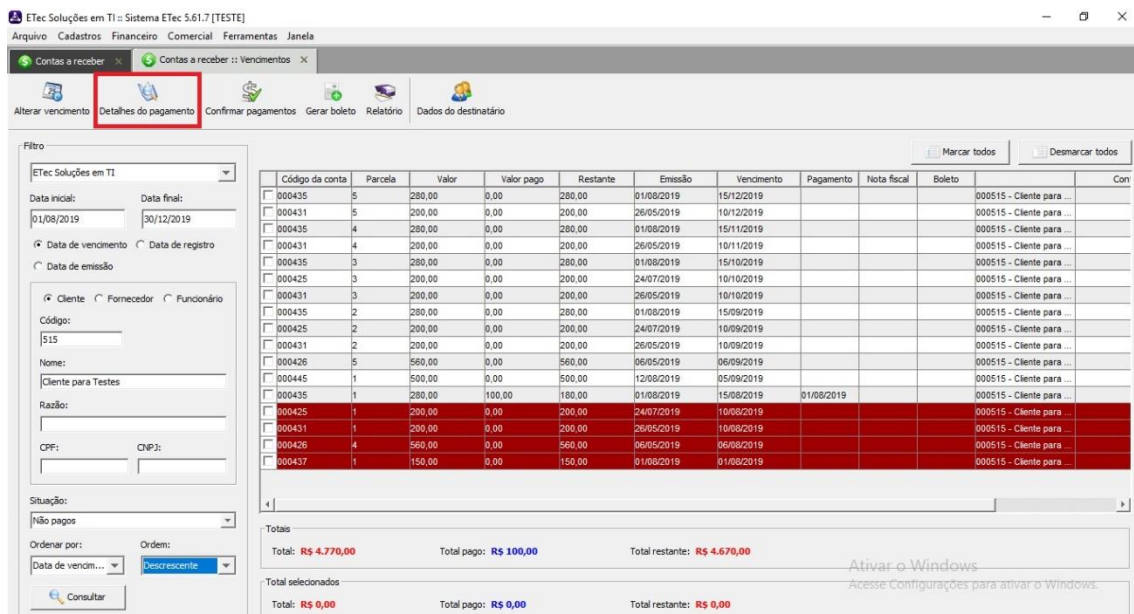 ETec Soluções em TI :: Sistema ETec 5.61.7 [TESTE]
Arquivo Cadastros Financeiro Comercial Ferramentas Janela
Contas a receber Contas a receber :: Vencimentos
Alterar vencimento Detalhes do pagamento Confirmar pagamentos Gerar boleto Relatório Dados do destinatário
Marcar todos Desmarcar todos
Filtro
ETec Soluções em TI
Data inicial: Data final:
01/08/2019 30/12/2019
Data de vencimento Data de registro
Data de emissão
Cliente Fornecedor Funcionário
Código:
515
Nome:
Cliente para Testes
Razão:
CPF: CNPJ:
Situação:
Não pagos
Ordenar por: Ordem:
Data de vencim... Descrescente
Consultar
Código da conta Parcela Valor Valor pago Restante Emissão Vencimento Pagamento Nota fiscal Boleto Con
000435 5 280,00 0,00 280,00 01/08/2019 15/12/2019 000515 - Cliente para ...
000431 5 200,00 0,00 200,00 26/05/2019 10/12/2019 000515 - Cliente para ...
000435 4 280,00 0,00 280,00 01/08/2019 15/11/2019 000515 - Cliente para ...
000431 4 200,00 0,00 200,00 26/05/2019 10/11/2019 000515 - Cliente para ...
000435 3 280,00 0,00 280,00 01/08/2019 15/10/2019 000515 - Cliente para ...
000425 3 200,00 0,00 200,00 24/07/2019 10/10/2019 000515 - Cliente para ...
000431 3 200,00 0,00 200,00 26/05/2019 10/10/2019 000515 - Cliente para ...
000435 2 280,00 0,00 280,00 01/08/2019 15/09/2019 000515 - Cliente para ...
000425 2 200,00 0,00 200,00 24/07/2019 10/09/2019 000515 - Cliente para ...
000431 2 200,00 0,00 200,00 26/05/2019 10/09/2019 000515 - Cliente para ...
000426 5 560,00 0,00 560,00 06/05/2019 06/09/2019 000515 - Cliente para ...
000445 1 500,00 0,00 500,00 12/08/2019 05/09/2019 000515 - Cliente para ...
000435 1 280,00 100,00 180,00 01/08/2019 15/08/2019 01/08/2019 000515 - Cliente para ...
000425 1 200,00 0,00 200,00 24/07/2019 10/08/2019 000515 - Cliente para ...
000431 1 200,00 0,00 200,00 26/05/2019 10/08/2019 000515 - Cliente para ...
000426 4 560,00 0,00 560,00 06/05/2019 06/08/2019 000515 - Cliente para ...
000437 1 150,00 0,00 150,00 01/08/2019 01/08/2019 000515 - Cliente para ...
Totais
Total: R$ 4.770,00 Total pago: R$ 100,00 Total restante: R$ 4.670,00
Total selecionados
Total: R$ 0,00 Total pago: R$ 0,00 Total restante: R$ 0,00
Ativar o Windows
Acesse Configurações para ativar o Windows.